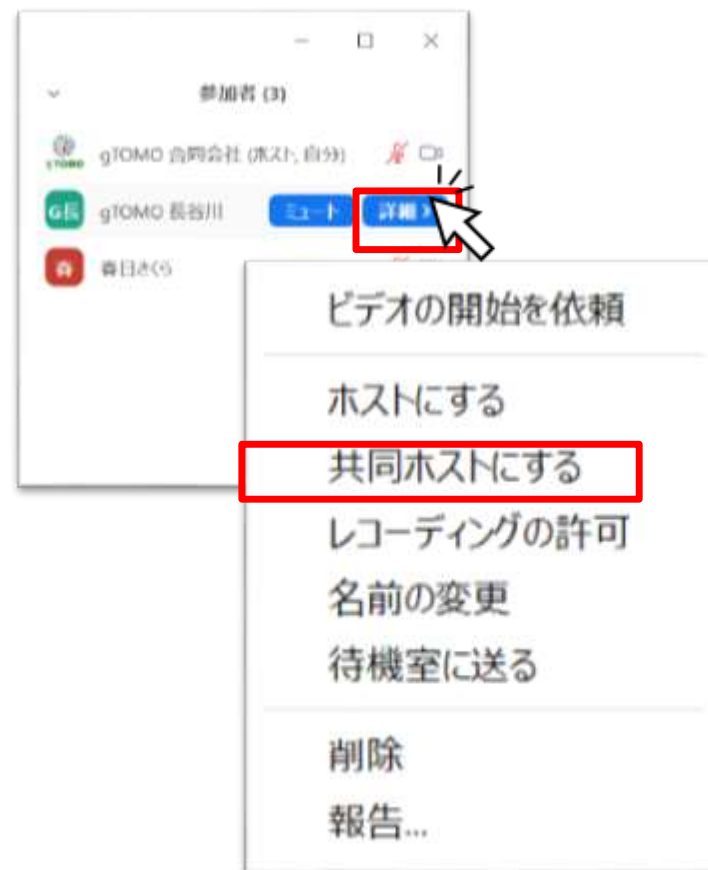 参加者 (3)
gTOMO 合同会社 (ホスト, 自分)
G長 gTOMO 長谷川 ミュート 詳細 >
春 春日さくら
ビデオの開始を依頼
ホストにする
共同ホストにする
レコーディングの許可
名前の変更
待機室に送る
削除
報告...